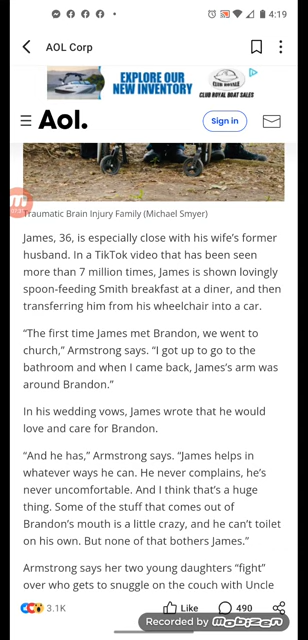 4:19
AOL Corp
EXPLORE OUR
NEW INVENTORY
CLUB ROYAL
CLUB ROYAL BOAT SALES
Aol.
Sign in
Traumatic Brain Injury Family (Michael Smyer)
James, 36, is especially close with his wife's former
husband. In a TikTok video that has been seen
more than 7 million times, James is shown lovingly
spoon-feeding Smith breakfast at a diner, and then
transferring him from his wheelchair into a car.
“The first time James met Brandon, we went to
church,” Armstrong says. “I got up to go to the
bathroom and when I came back, James’s arm was
around Brandon.”
In his wedding vows, James wrote that he would
love and care for Brandon.
“And he has,” Armstrong says. “James helps in
whatever ways he can. He never complains, he’s
never uncomfortable. And I think that’s a huge
thing. Some of the stuff that comes out of
Brandon’s mouth is a little crazy, and he can’t toilet
on his own. But none of that bothers James.”
Armstrong says her two young daughters “fight”
over who gets to snuggle on the couch with Uncle
3.1K
Like
490
Recorded by mobizen